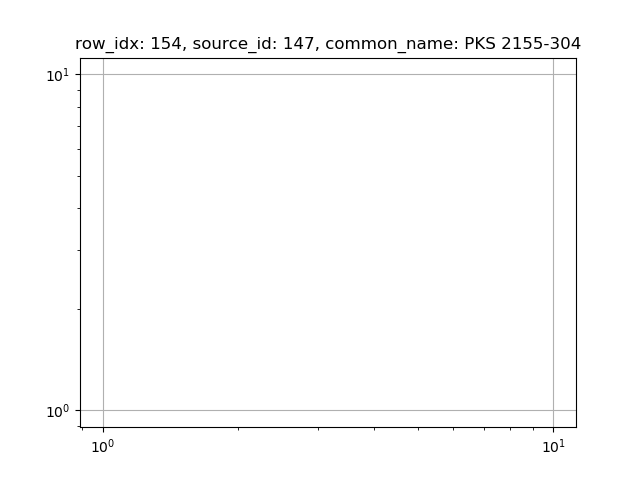 row_idx: 154, source_id: 147, common_name: PKS 2155-304
10¹
10⁰
10⁰ 10¹